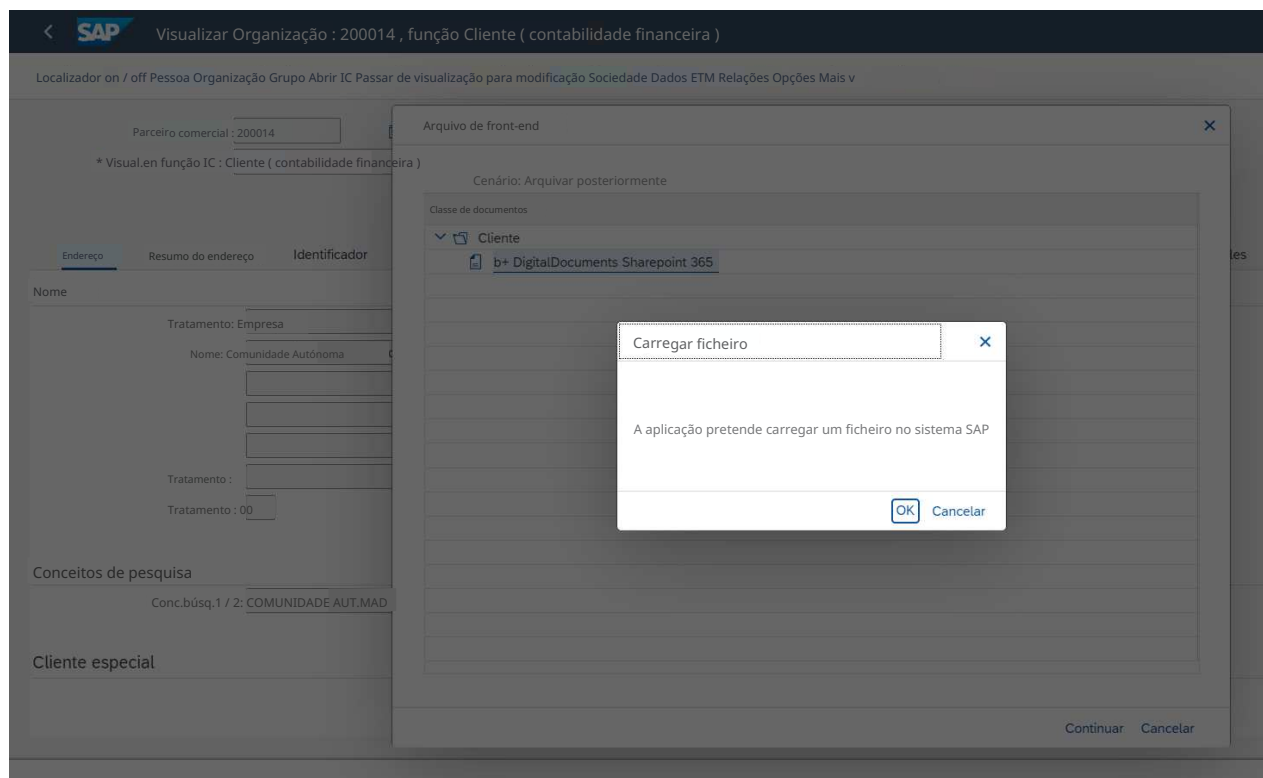 SAP Visualizar Organização : 200014 , função Cliente ( contabilidade financeira )
Localizador on / off Pessoa Organização Grupo Abrir IC Passar de visualização para modificação Sociedade Dados ETM Relações Opções Mais v
Parceiro comercial : 200014
* Visual.en função IC : Cliente ( contabilidade financeira )
Endereço Resumo do endereço Identificador
Nome
Tratamento: Empresa
Nome: Comunidade Autónoma
Tratamento :
Tratamento : 00
Conceitos de pesquisa
Conc.búsq.1 / 2: COMUNIDADE AUT.MAD
Cliente especial
Arquivo de front-end
Cenário: Arquivar posteriormente
Classe de documentos
Cliente
b+ DigitalDocuments Sharepoint 365
les
Carregar ficheiro
A aplicação pretende carregar um ficheiro no sistema SAP
OK Cancelar
Continuar Cancelar